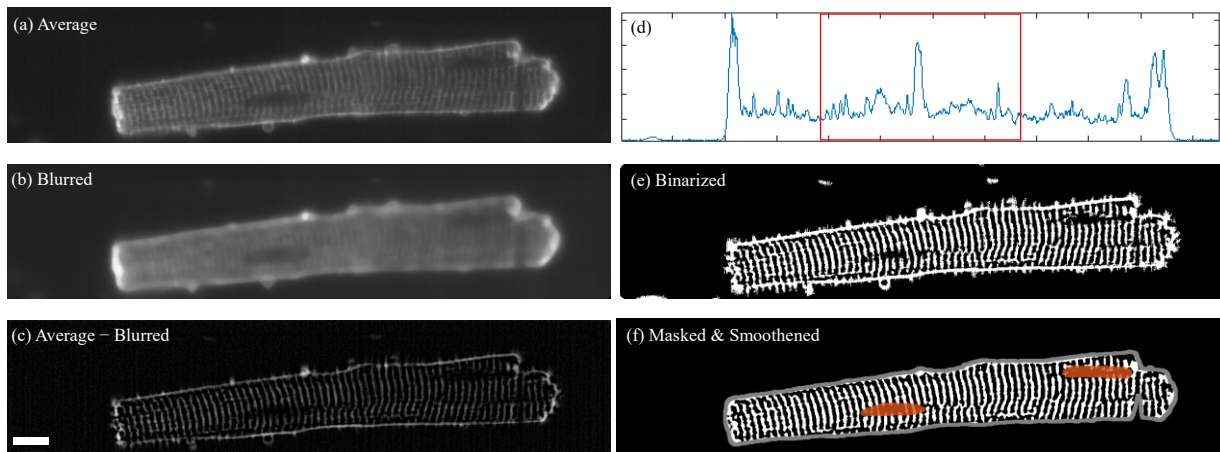 (a) Average
(d)
(b) Blurred
(e) Binarized
(c) Average − Blurred
(f) Masked & Smoothened